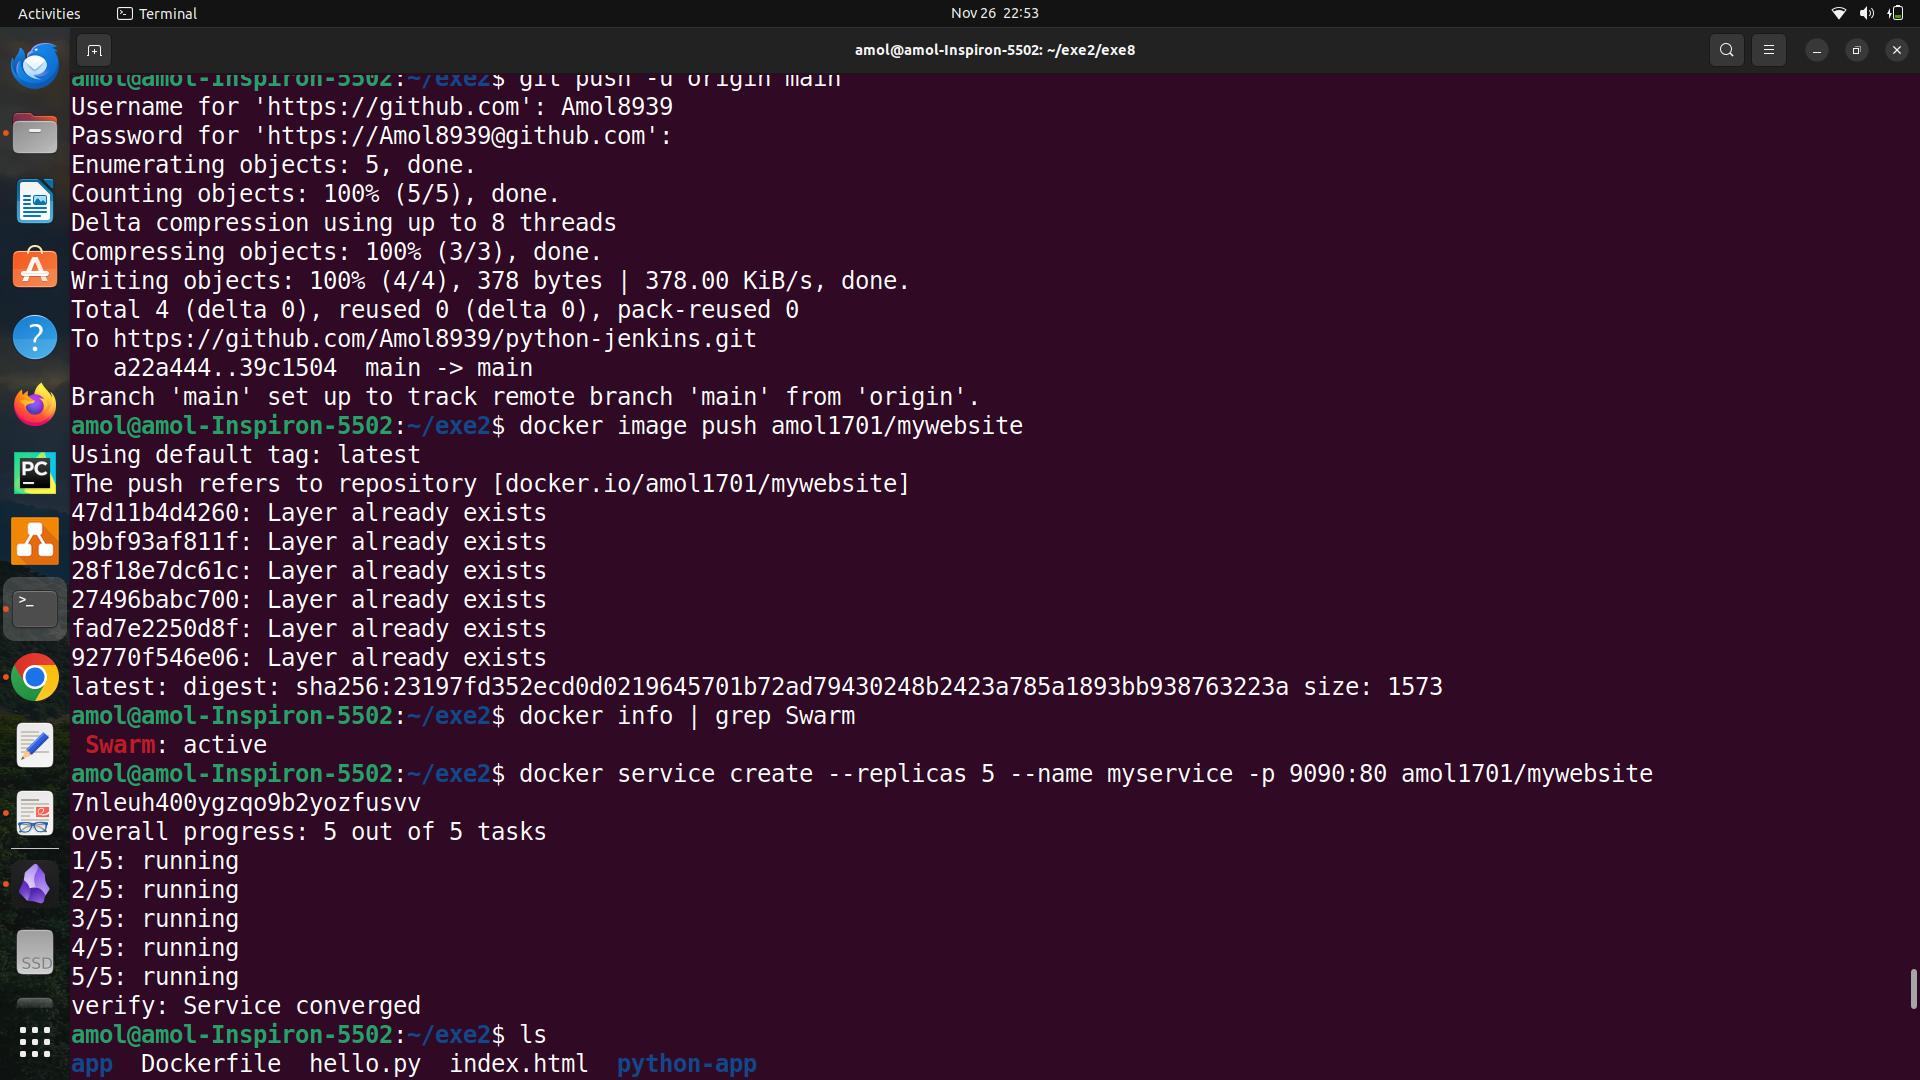 Activities
Terminal
Nov 26 22:53
amol@amol-Inspiron-5502: ~/exe2/exe8
amol@amol-Inspiron-5502:~/exe2$ git push -u origin main
Username for 'https://github.com': Amol8939
Password for 'https://Amol8939@github.com':
Enumerating objects: 5, done.
Counting objects: 100% (5/5), done.
Delta compression using up to 8 threads
Compressing objects: 100% (3/3), done.
Writing objects: 100% (4/4), 378 bytes | 378.00 KiB/s, done.
Total 4 (delta 0), reused 0 (delta 0), pack-reused 0
To https://github.com/Amol8939/python-jenkins.git
   a22a444..39c1504  main -> main
Branch 'main' set up to track remote branch 'main' from 'origin'.
amol@amol-Inspiron-5502:~/exe2$ docker image push amol1701/mywebsite
Using default tag: latest
The push refers to repository [docker.io/amol1701/mywebsite]
47d11b4d4260: Layer already exists
b9bf93af811f: Layer already exists
28f18e7dc61c: Layer already exists
27496babc700: Layer already exists
fad7e2250d8f: Layer already exists
92770f546e06: Layer already exists
latest: digest: sha256:23197fd352ecd0d0219645701b72ad79430248b2423a785a1893bb938763223a size: 1573
amol@amol-Inspiron-5502:~/exe2$ docker info | grep Swarm
 Swarm: active
amol@amol-Inspiron-5502:~/exe2$ docker service create --replicas 5 --name myservice -p 9090:80 amol1701/mywebsite
7nleuh400ygzqo9b2yozfusvv
overall progress: 5 out of 5 tasks
1/5: running
2/5: running
3/5: running
4/5: running
5/5: running
verify: Service converged
amol@amol-Inspiron-5502:~/exe2$ ls
app  Dockerfile  hello.py  index.html  python-app
PC
SSD